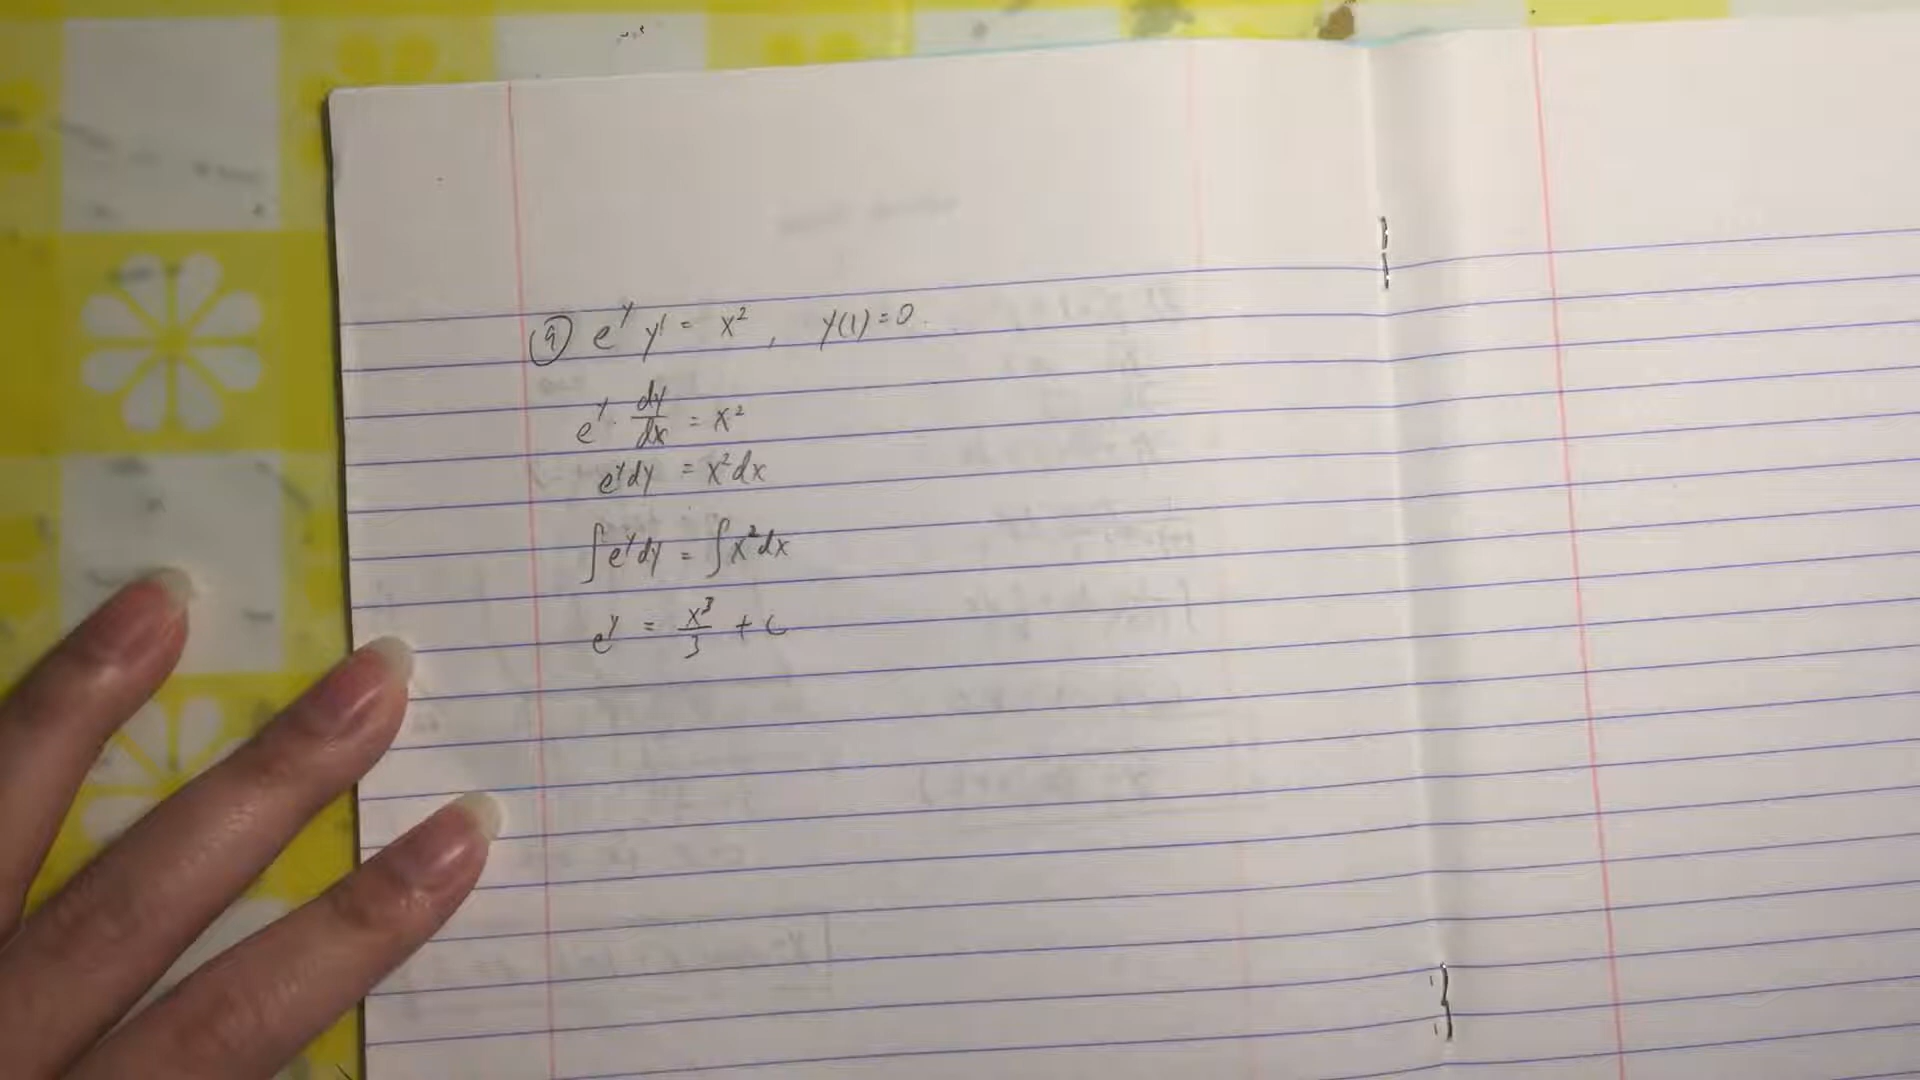 ⑨ e^y y' = x², y(1)=0
e^y · dy/dx = x²
e^y dy = x² dx
∫e^y dy = ∫x² dx
e^y = x³/3 + c